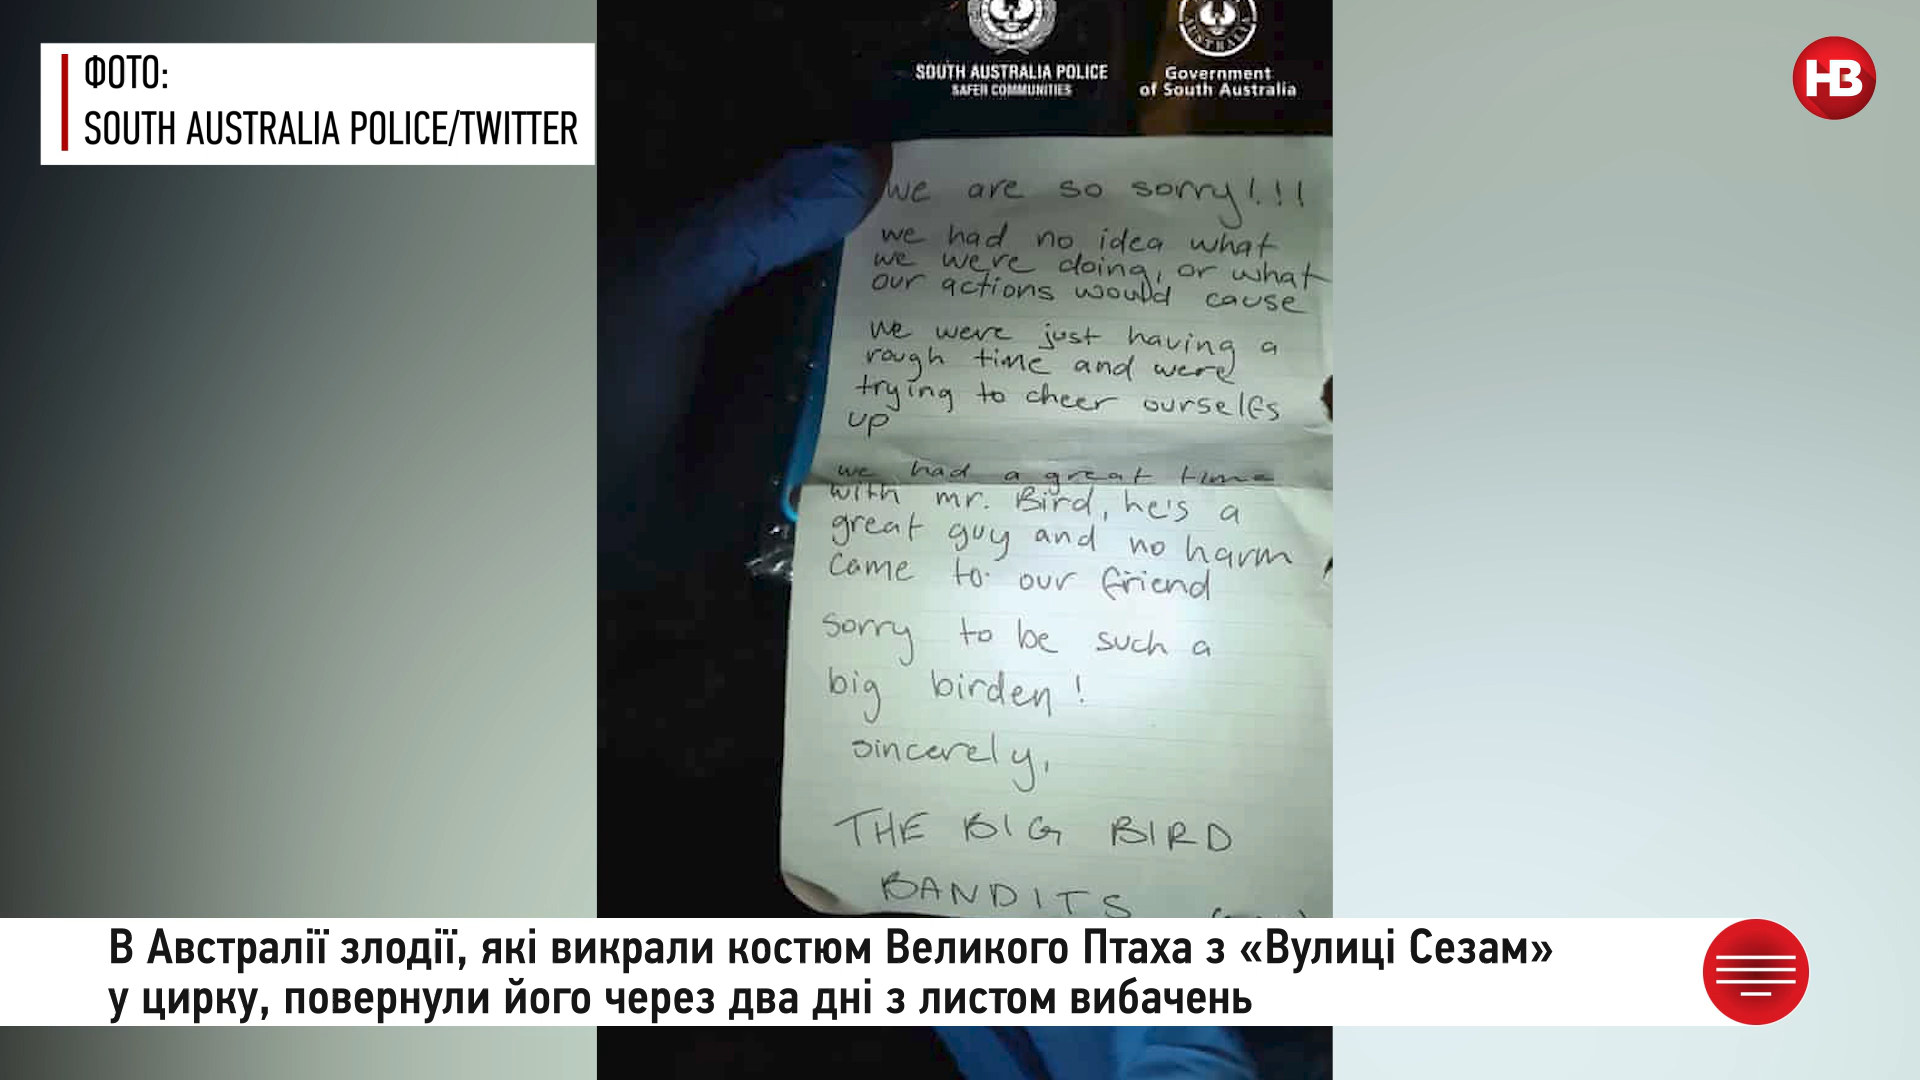 ФОТО:
SOUTH AUSTRALIA POLICE/TWITTER
SOUTH AUSTRALIA POLICE
SAFER COMMUNITIES
AUSTRALIA
Government
of South Australia
НВ
we are so sorry!!!
we had no idea what
we were doing, or what
our actions would cause
we were just having a
rough time and were
trying to cheer ourselfs
up
we had a great time
with mr. Bird, he's a
great guy and no harm
came to our friend
sorry to be such a
big birden!
sincerely,
THE BIG BIRD
BANDITS
В Австралії злодії, які викрали костюм Великого Птаха з «Вулиці Сезам»
у цирку, повернули його через два дні з листом вибачень